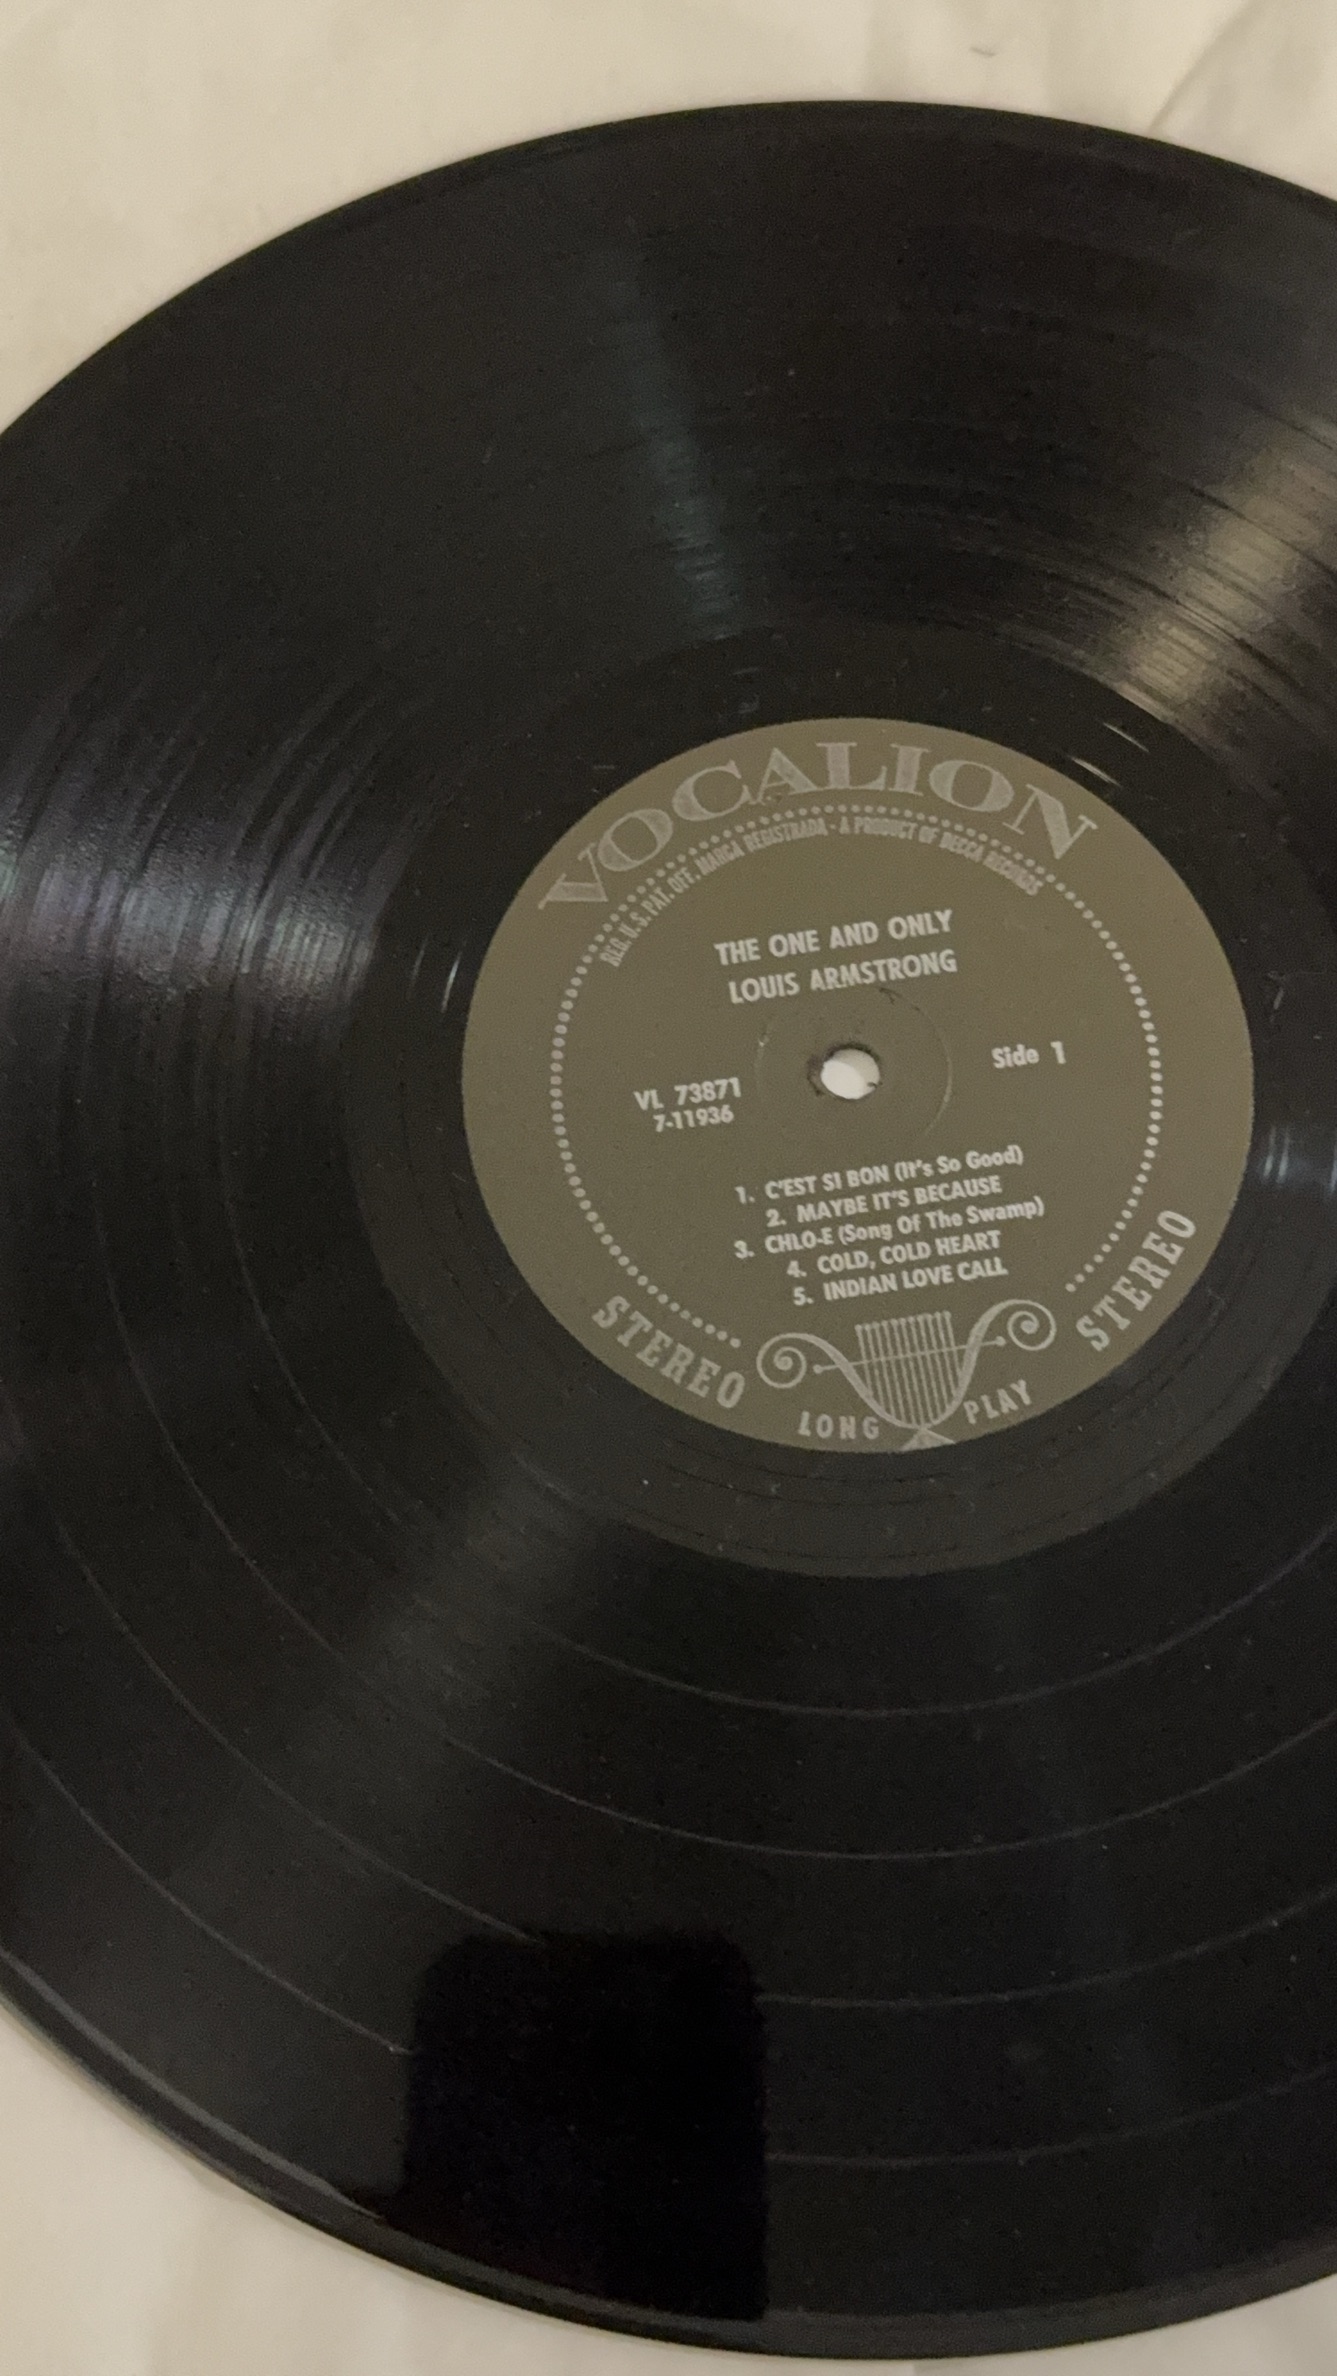 VOCALION
REG. U.S. PAT. OFF. MARCA REGISTRADA • A PRODUCT OF DECCA RECORDS
THE ONE AND ONLY
LOUIS ARMSTRONG
Side 1
VL 73871
7-11936
1. C'EST SI BON (It's So Good)
2. MAYBE IT'S BECAUSE
3. CHLO-E (Song Of The Swamp)
4. COLD, COLD HEART
5. INDIAN LOVE CALL
STEREO
STEREO
LONG PLAY